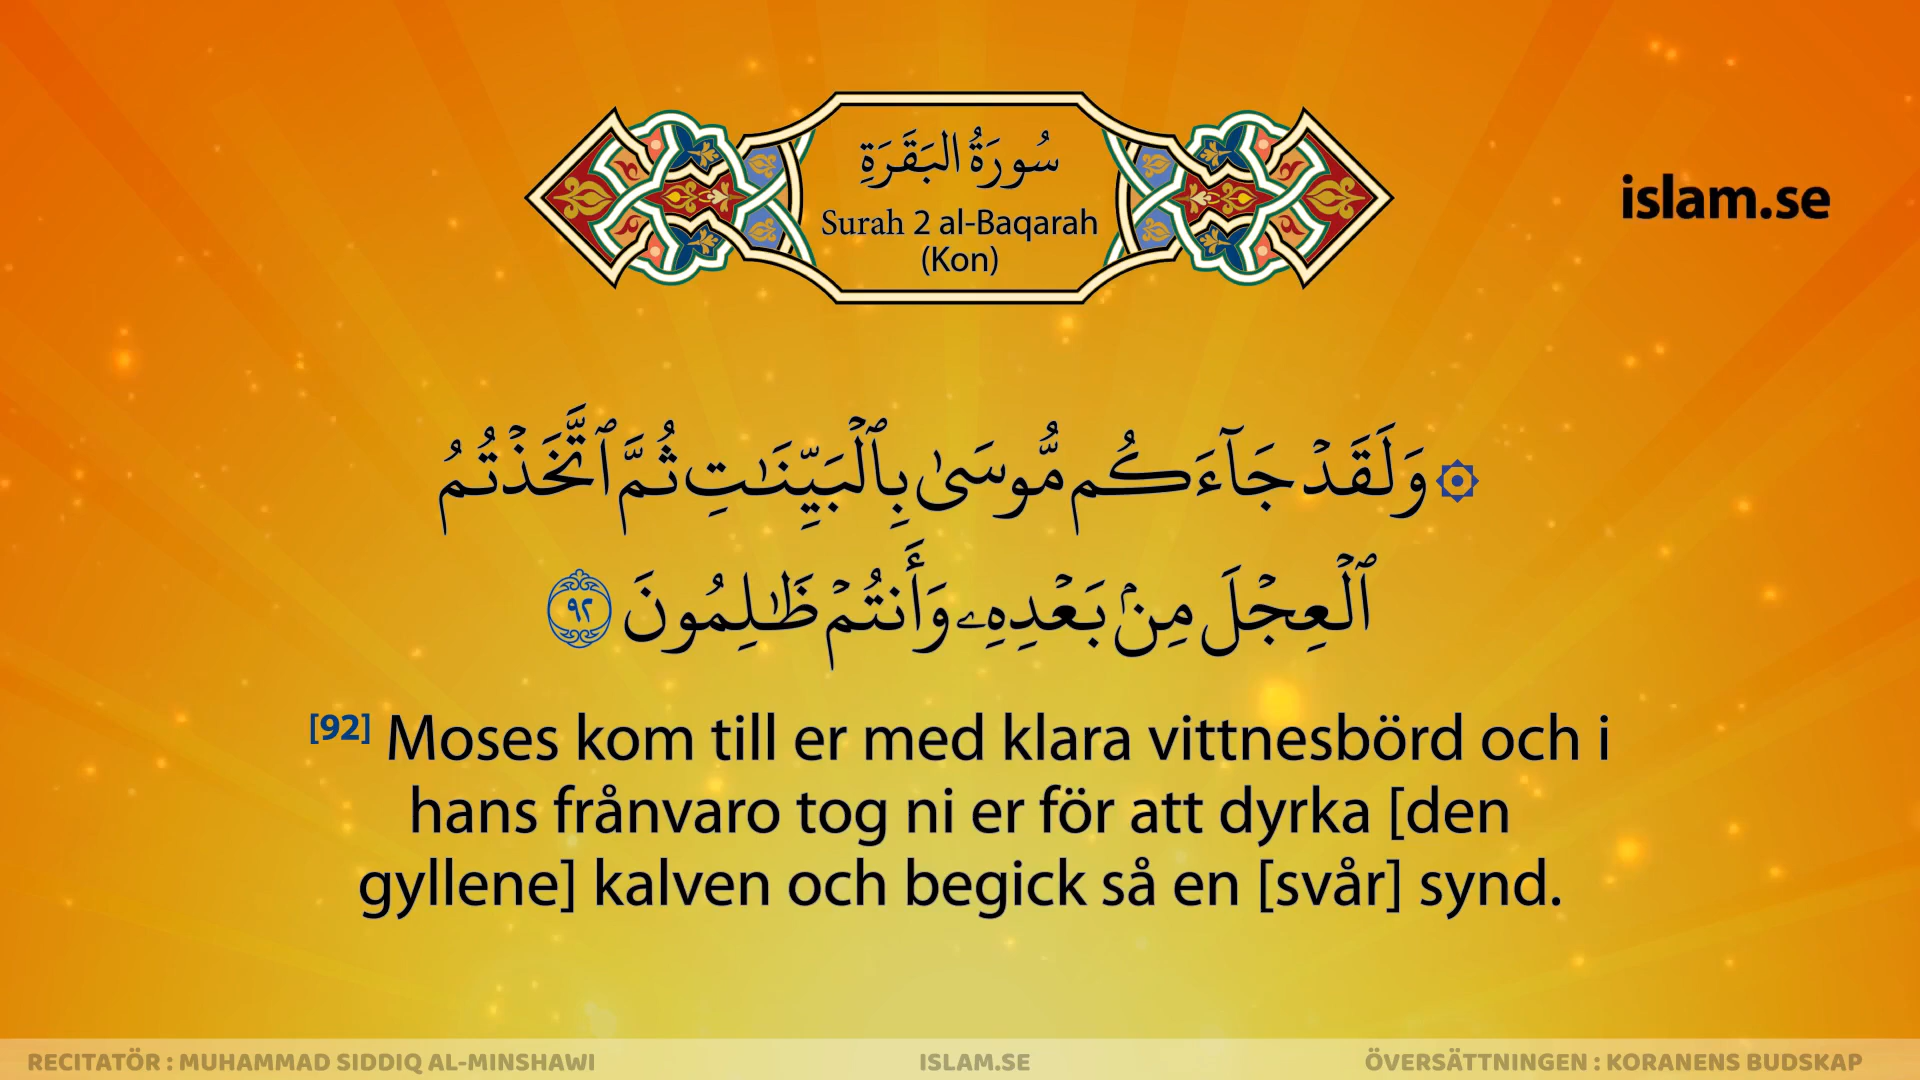 سُورَةُ البَقَرَةِ
Surah 2 al-Baqarah
(Kon)
islam.se
۞ وَلَقَدۡ جَآءَكُم مُّوسَىٰ بِٱلۡبَيِّنَٰتِ ثُمَّ ٱتَّخَذۡتُمُ
ٱلۡعِجۡلَ مِنۢ بَعۡدِهِۦ وَأَنتُمۡ ظَٰلِمُونَ ٩٢
[92] Moses kom till er med klara vittnesbörd och i
hans frånvaro tog ni er för att dyrka [den
gyllene] kalven och begick så en [svår] synd.
RECITATÖR : MUHAMMAD SIDDIQ AL-MINSHAWI
ISLAM.SE
ÖVERSÄTTNINGEN : KORANENS BUDSKAP